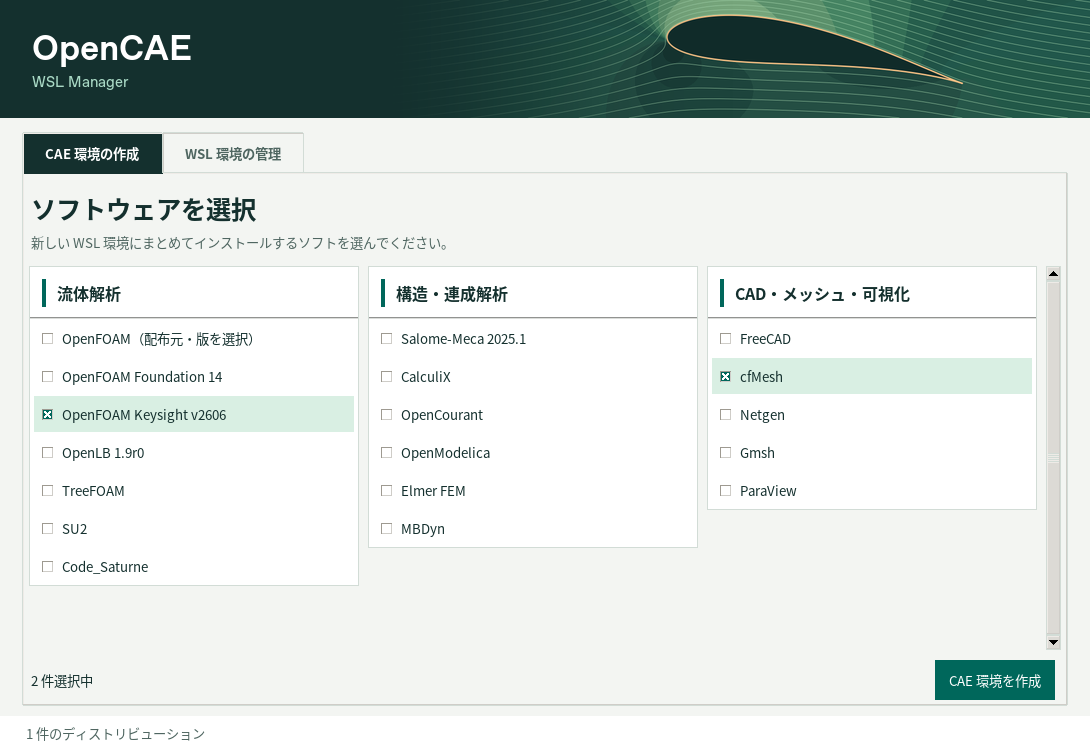 OpenCAE
WSL Manager
CAE 環境の作成
WSL 環境の管理
ソフトウェアを選択
新しい WSL 環境にまとめてインストールするソフトを選んでください。
流体解析
OpenFOAM（配布元・版を選択）
OpenFOAM Foundation 14
OpenFOAM Keysight v2606
OpenLB 1.9r0
TreeFOAM
SU2
Code_Saturne
構造・連成解析
Salome-Meca 2025.1
CalculiX
OpenCourant
OpenModelica
Elmer FEM
MBDyn
CAD・メッシュ・可視化
FreeCAD
cfMesh
Netgen
Gmsh
ParaView
2 件選択中
CAE 環境を作成
1 件のディストリビューション